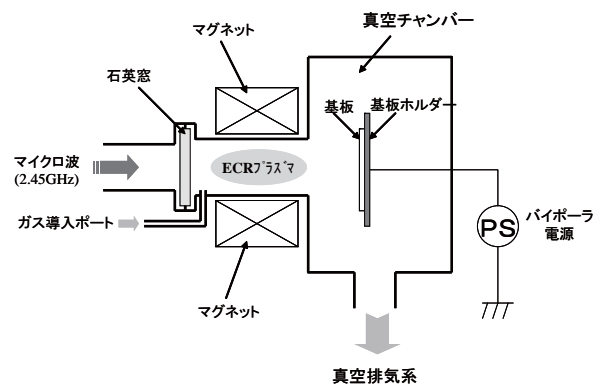 マグネット
真空チャンバー
石英窓
基板
基板ホルダー
マイクロ波
(2.45GHz)
ECRﾌﾟﾗｽﾞﾏ
ガス導入ポート
PS
バイポーラ
電源
マグネット
真空排気系